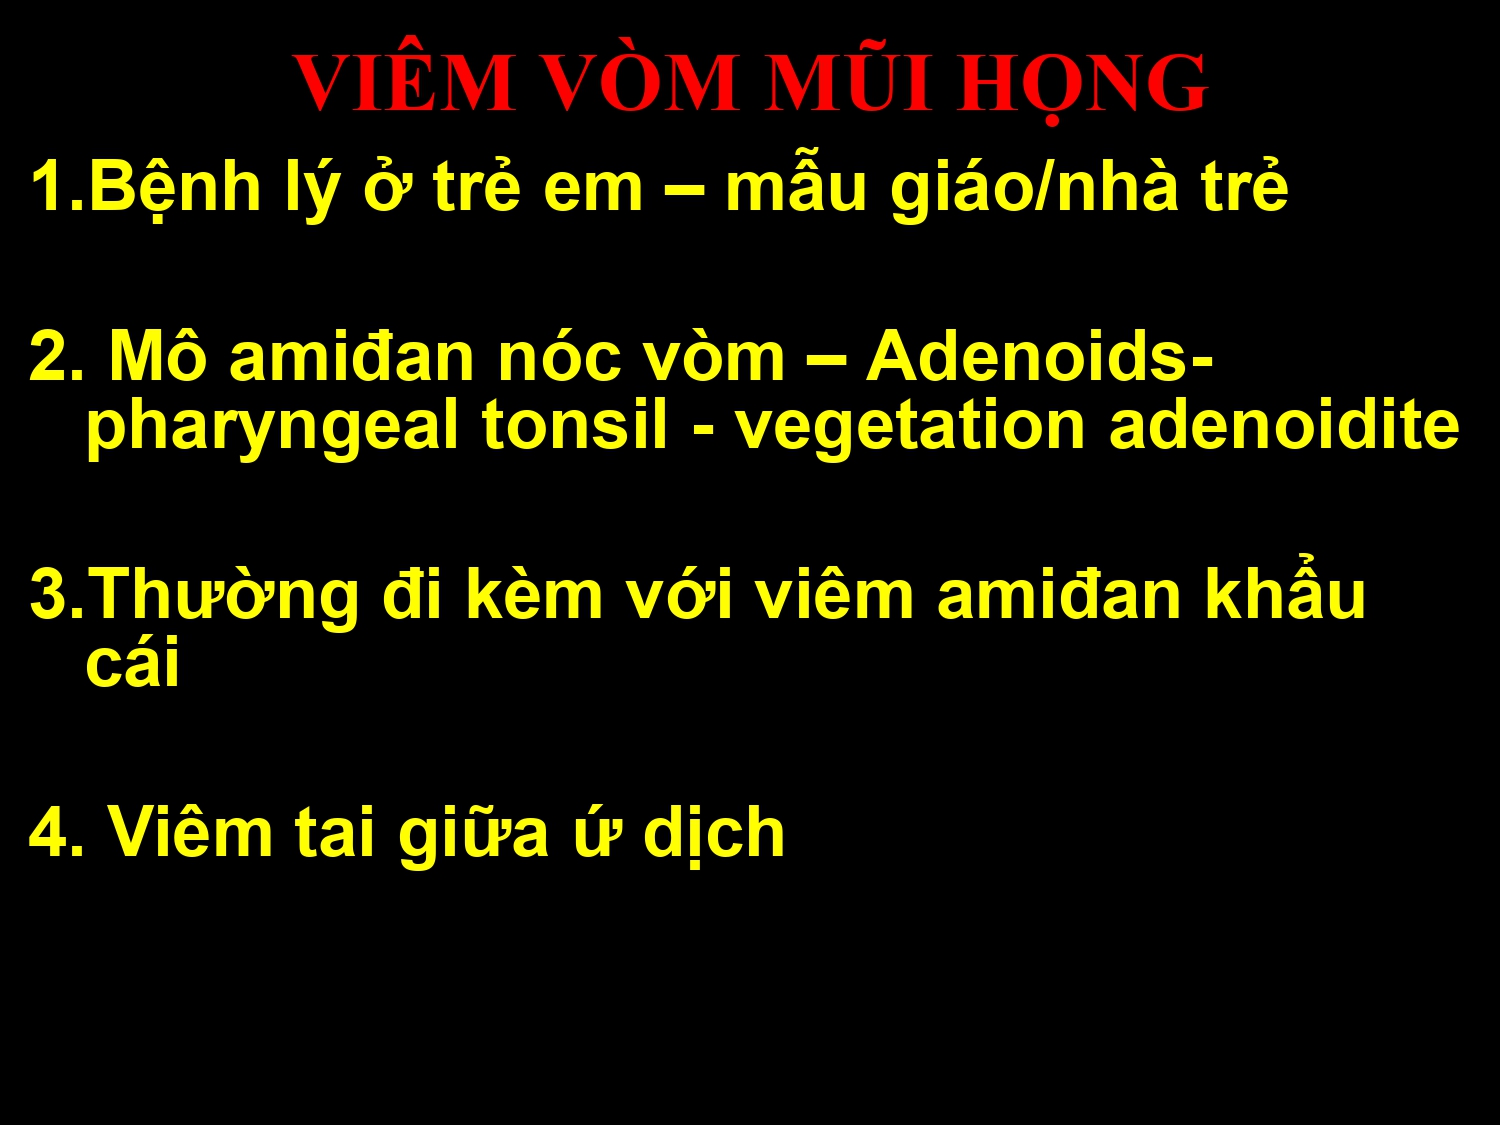 VIÊM VÒM MŨI HỌNG
1.Bệnh lý ở trẻ em – mẫu giáo/nhà trẻ
2. Mô amiđan nóc vòm – Adenoids-
pharyngeal tonsil - vegetation adenoidite
3.Thường đi kèm với viêm amiđan khẩu
cái
4. Viêm tai giữa ứ dịch